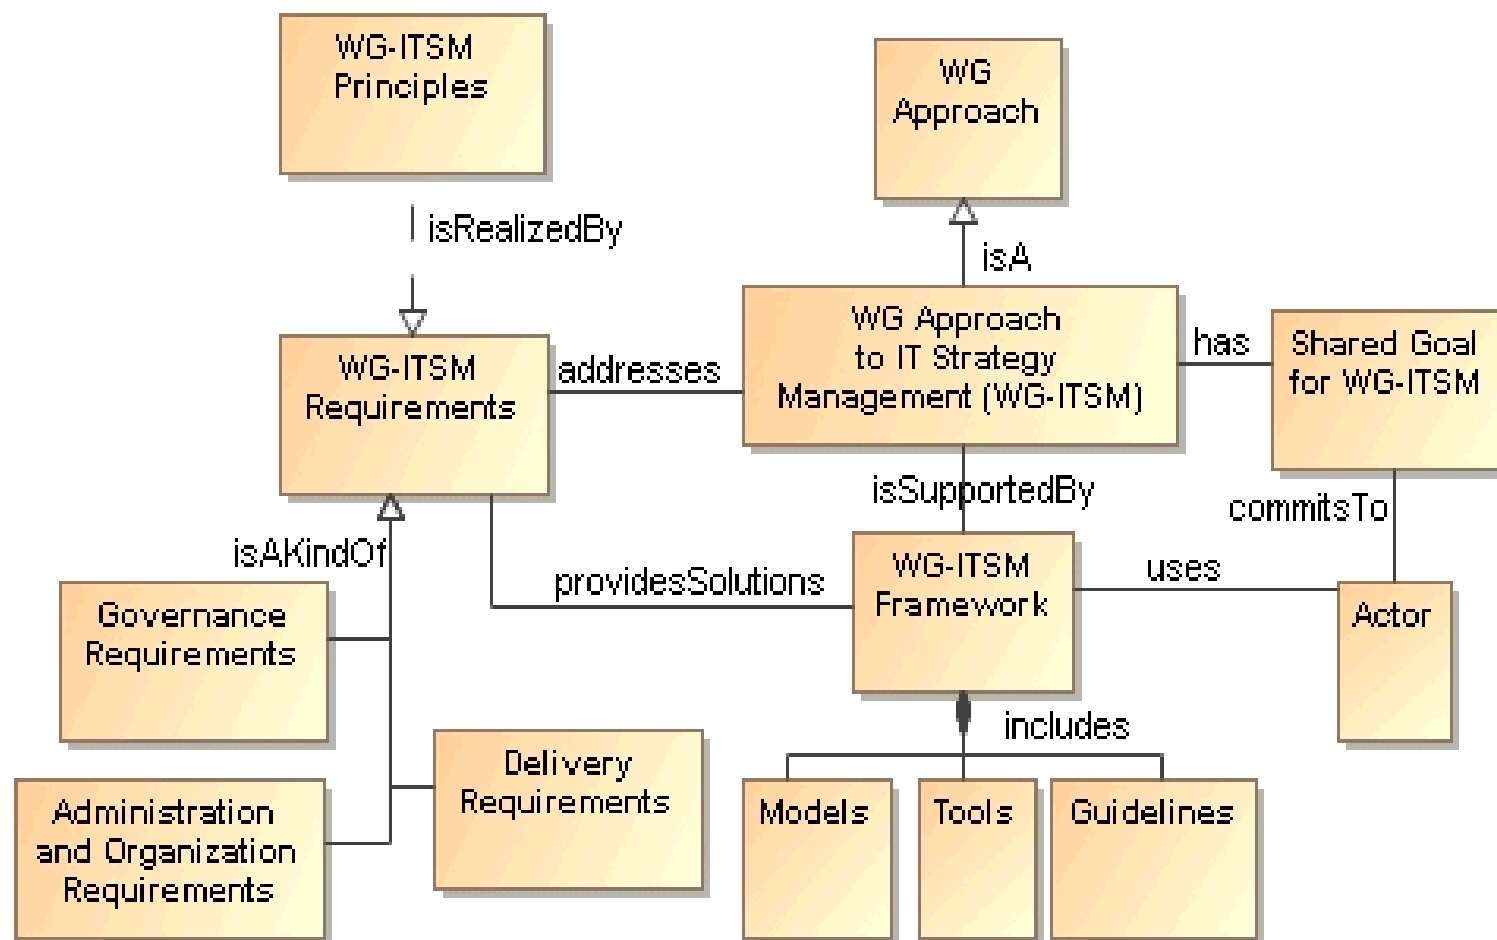 WG-ITSM
Principles
WG
Approach
isRealizedBy
isA
WG-ITSM
Requirements
addresses
WG Approach
to IT Strategy
Management (WG-ITSM)
has
Shared Goal
for WG-ITSM
isSupportedBy
commitsTo
isAKindOf
providesSolutions
WG-ITSM
Framework
uses
Actor
Governance
Requirements
includes
Delivery
Requirements
Administration
and Organization
Requirements
Models
Tools
Guidelines